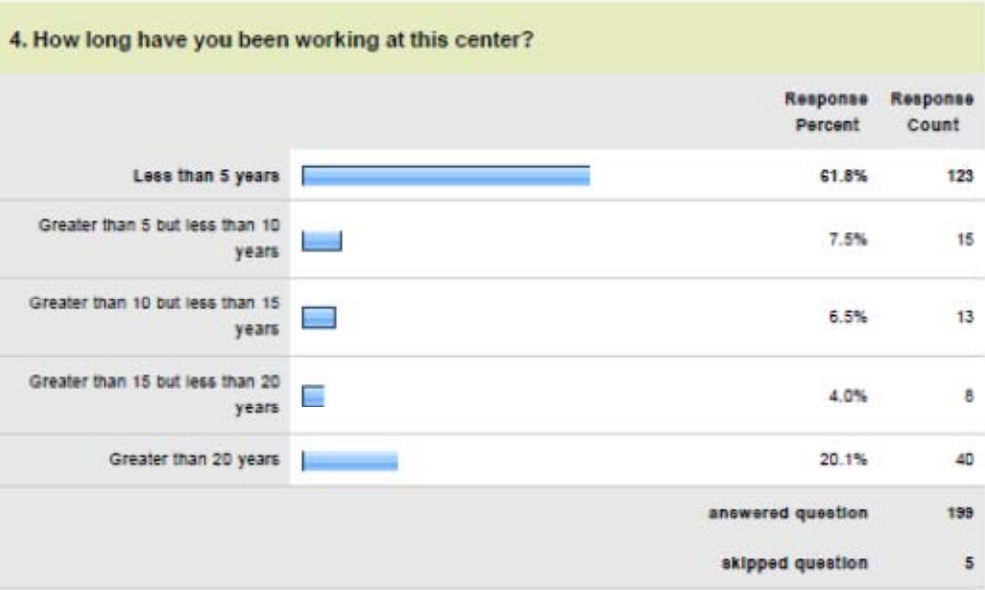 4. How long have you been working at this center?
Response Response
Percent Count
Less than 5 years 61.8% 123
Greater than 5 but less than 10
years 7.5% 15
Greater than 10 but less than 15
years 6.5% 13
Greater than 15 but less than 20
years 4.0% 8
Greater than 20 years 20.1% 40
answered question 199
skipped question 5